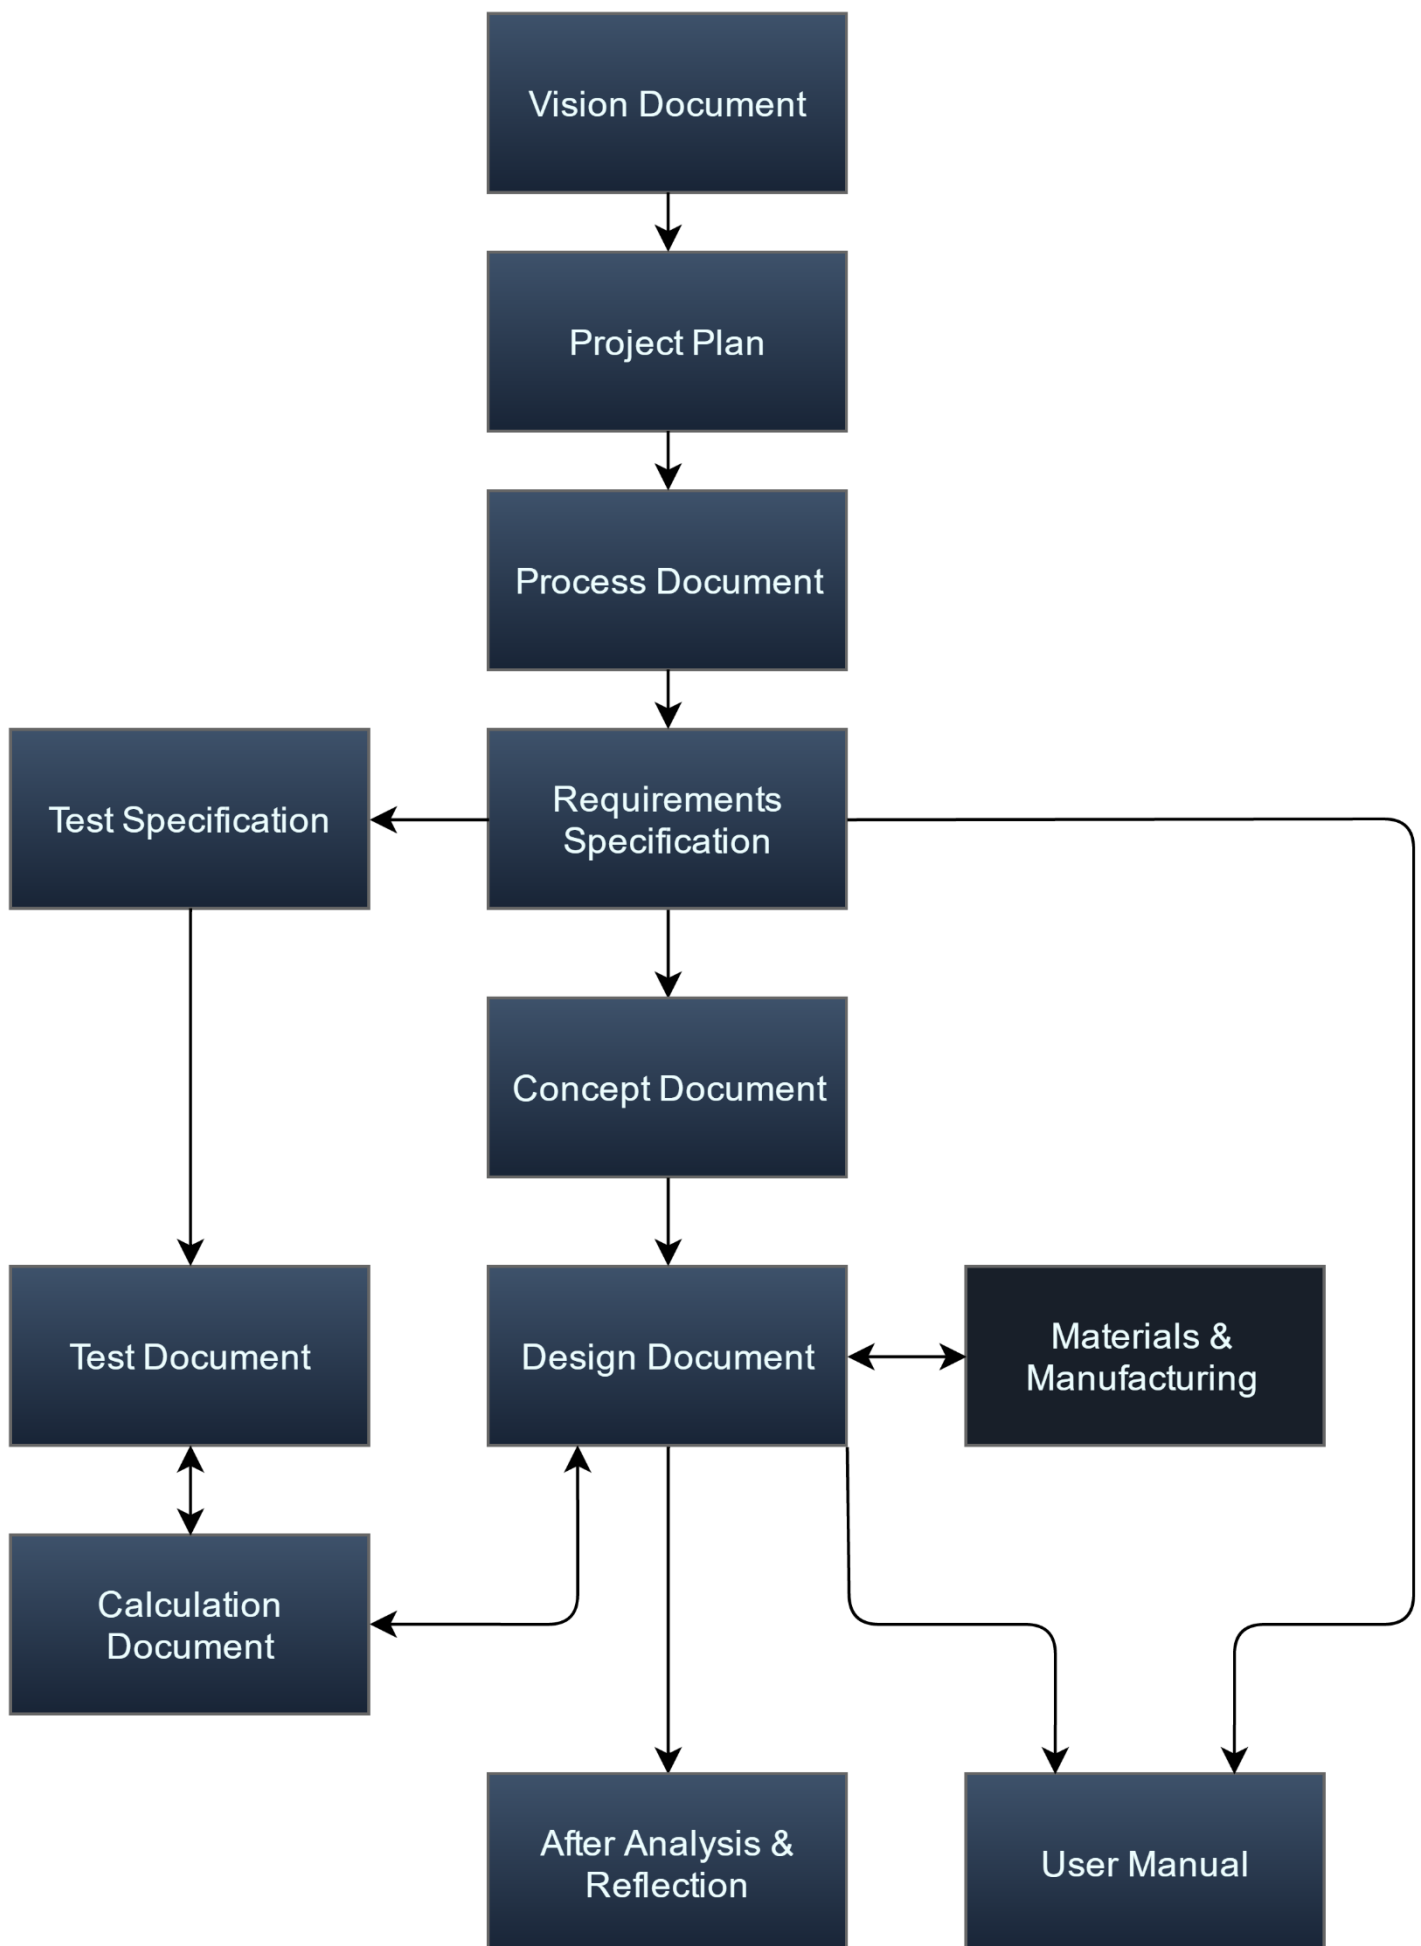 Vision Document
Project Plan
Process Document
Test Specification
Requirements
Specification
Concept Document
Test Document
Design Document
Materials &
Manufacturing
Calculation
Document
After Analysis &
Reflection
User Manual